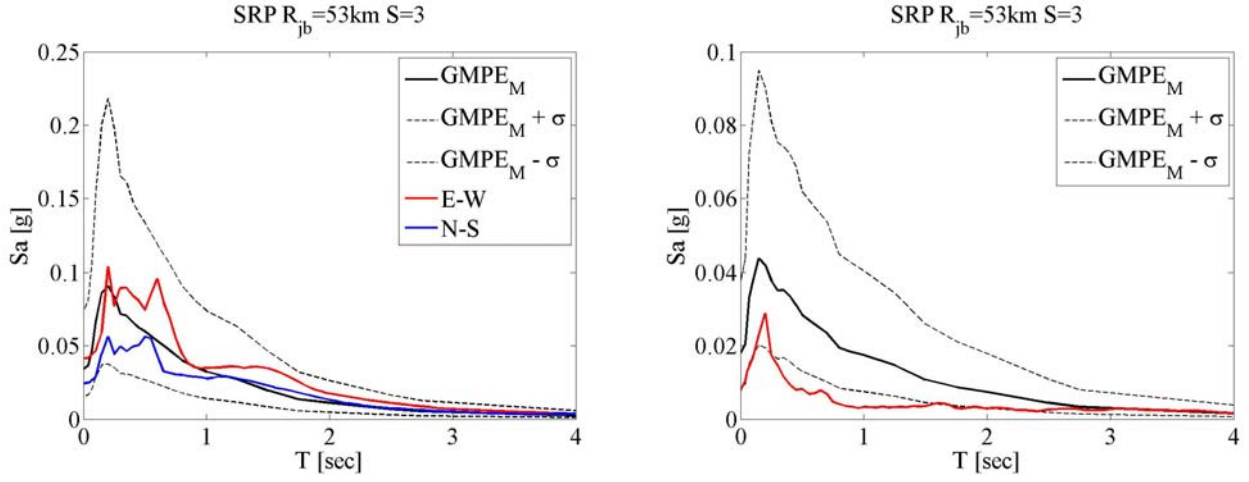 SRP R_jb=53km S=3
0.25
0.2
0.15
0.1
0.05
0
Sa [g]
GMPE_M
GMPE_M + σ
GMPE_M - σ
E-W
N-S
0 1 2 3 4
T [sec]
SRP R_jb=53km S=3
0.1
0.08
0.06
0.04
0.02
0
Sa [g]
GMPE_M
GMPE_M + σ
GMPE_M - σ
0 1 2 3 4
T [sec]